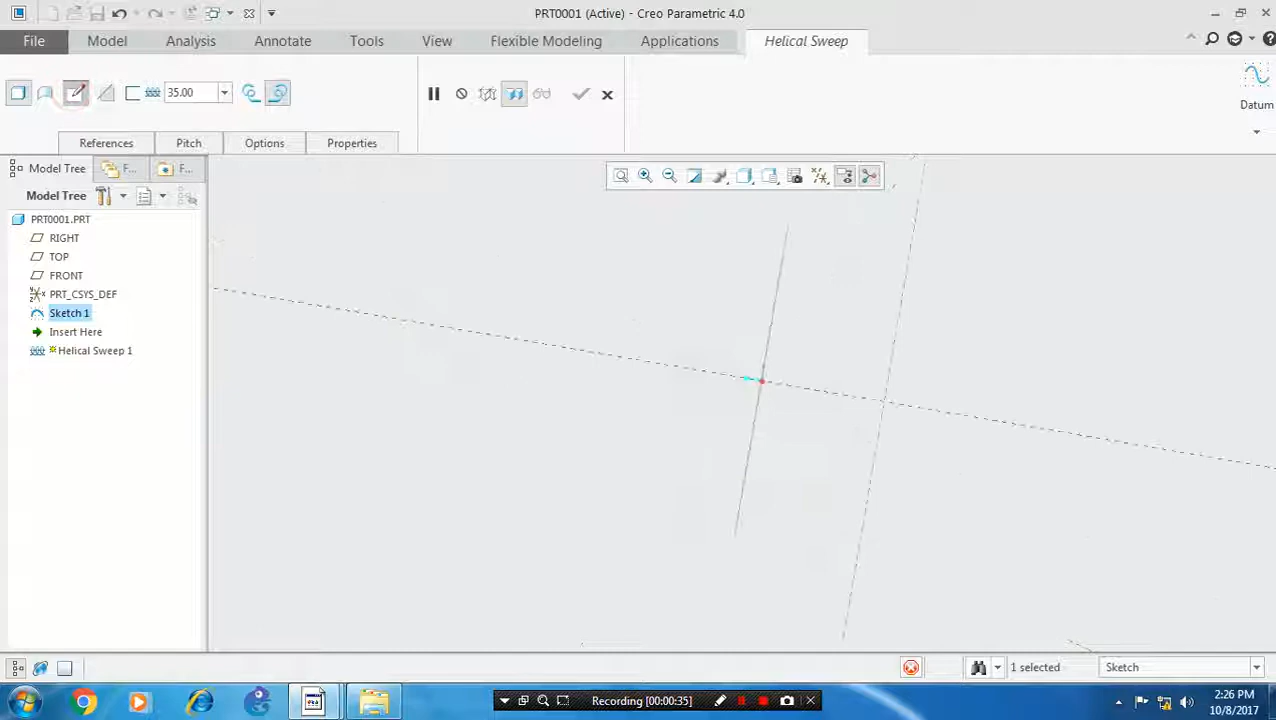 PRT0001 (Active) - Creo Parametric 4.0
File Model Analysis Annotate Tools View Flexible Modeling Applications Helical Sweep
35.00
Datum
References Pitch Options Properties
Model Tree F... F...
Model Tree
PRT0001.PRT
RIGHT
TOP
FRONT
PRT_CSYS_DEF
Sketch 1
Insert Here
Helical Sweep 1
1 selected Sketch
Recording [00:00:35]
2:26 PM
10/8/2017